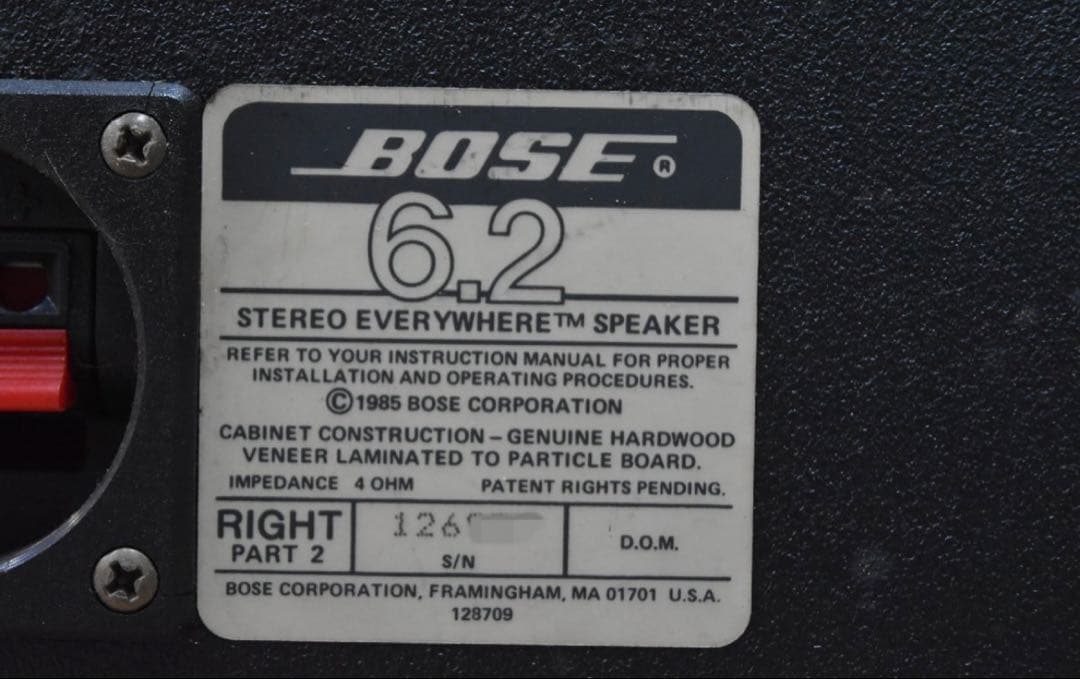 BOSE ®
6.2
STEREO EVERYWHERE™ SPEAKER
REFER TO YOUR INSTRUCTION MANUAL FOR PROPER
INSTALLATION AND OPERATING PROCEDURES.
©1985 BOSE CORPORATION
CABINET CONSTRUCTION – GENUINE HARDWOOD
VENEER LAMINATED TO PARTICLE BOARD.
IMPEDANCE 4 OHM PATENT RIGHTS PENDING.
RIGHT
PART 2
126
S/N
D.O.M.
BOSE CORPORATION, FRAMINGHAM, MA 01701 U.S.A.
128709